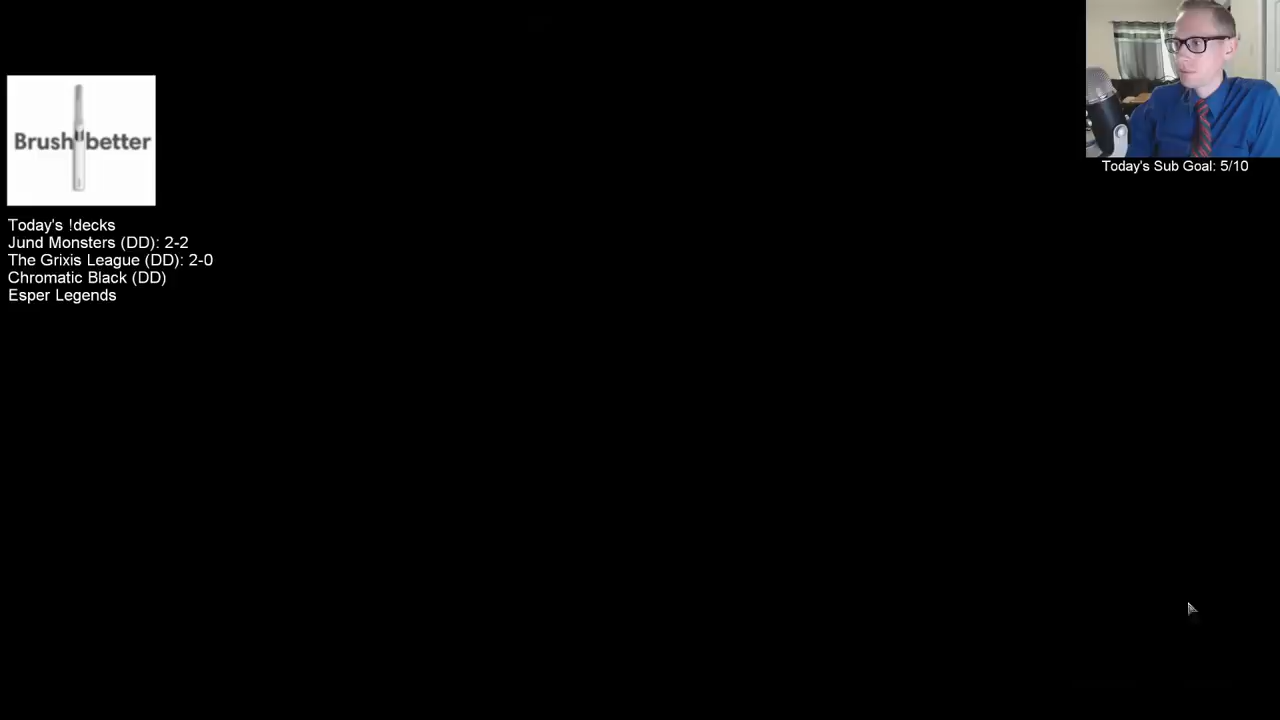 Brush better
Today's !decks
Jund Monsters (DD): 2-2
The Grixis League (DD): 2-0
Chromatic Black (DD)
Esper Legends
Today's Sub Goal: 5/10